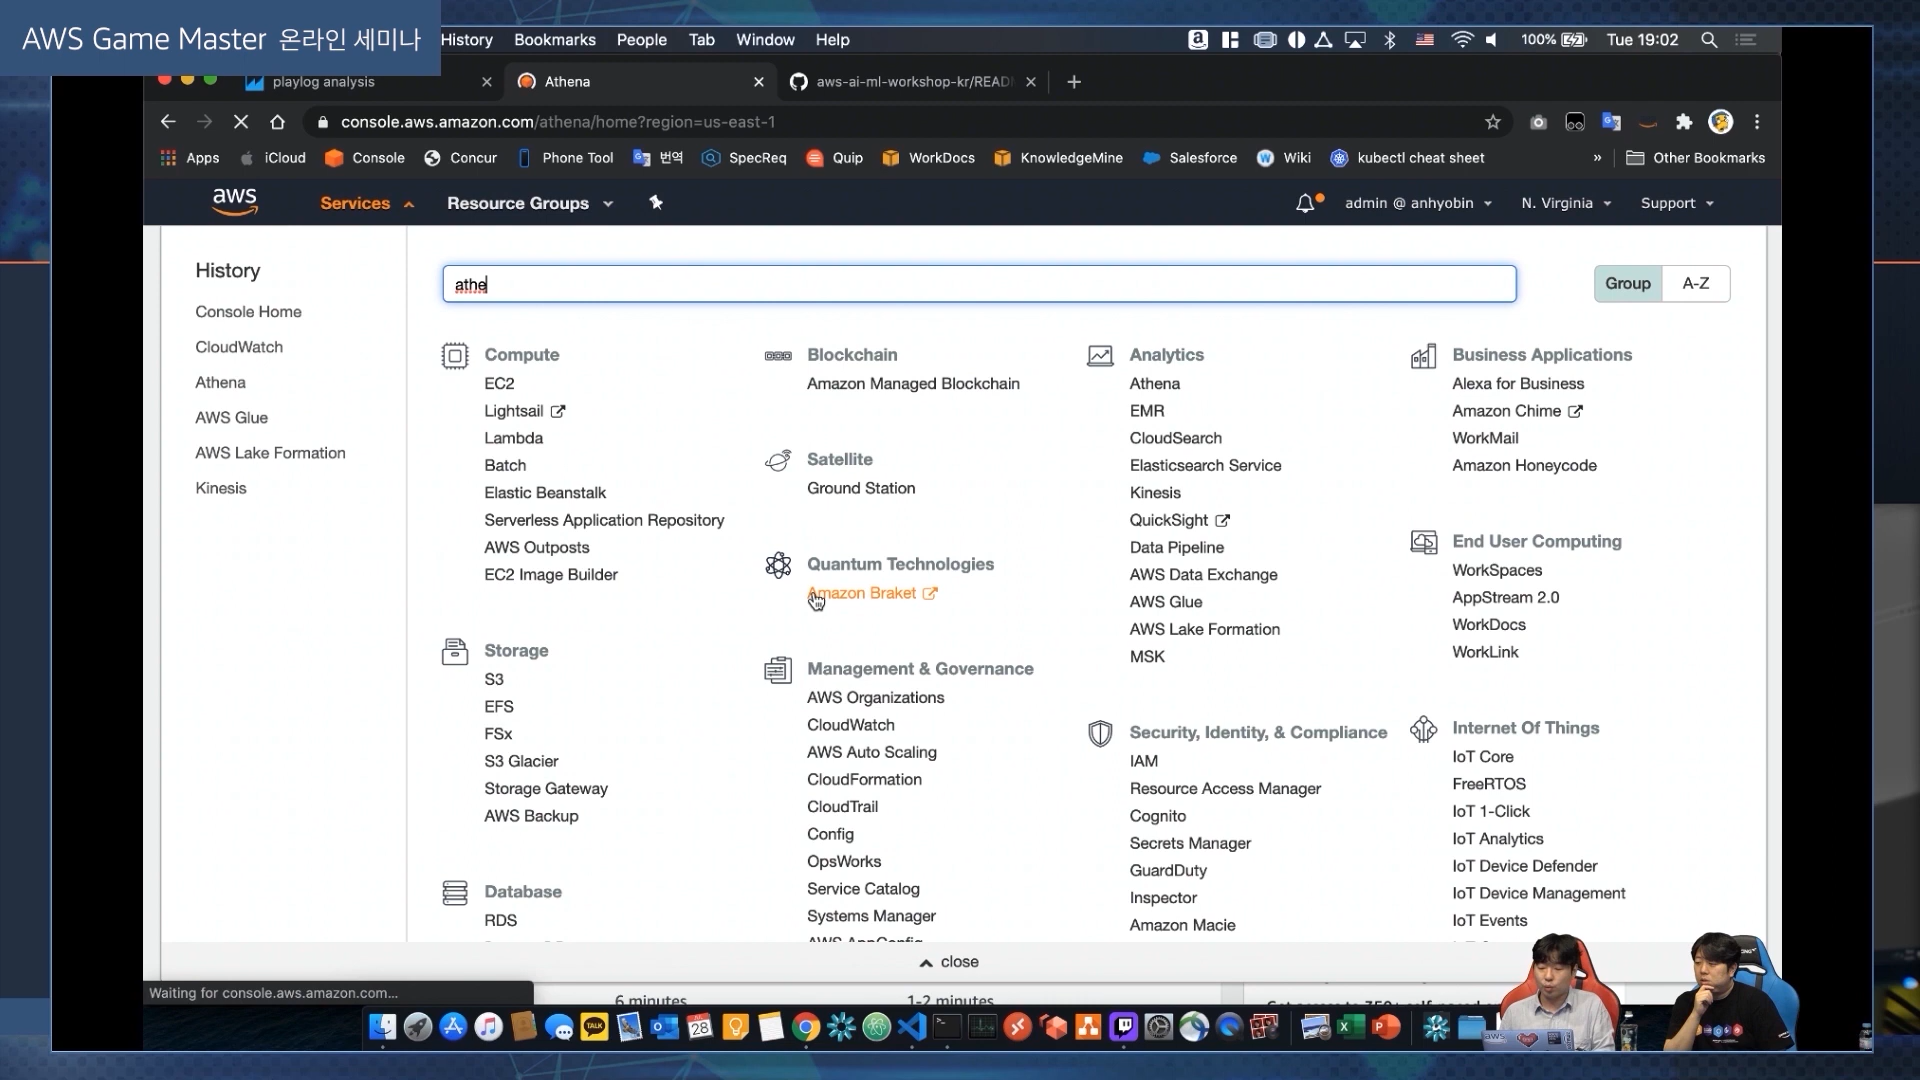 AWS Game Master 온라인 세미나
History Bookmarks People Tab Window Help
100% Tue 19:02
playlog analysis
Athena
aws-ai-ml-workshop-kr/READ
console.aws.amazon.com/athena/home?region=us-east-1
Apps iCloud Console Concur Phone Tool 번역 SpecReq Quip WorkDocs KnowledgeMine Salesforce Wiki kubectl cheat sheet » Other Bookmarks
aws Services Resource Groups admin @ anhyobin N. Virginia Support
History
Console Home
CloudWatch
Athena
AWS Glue
AWS Lake Formation
Kinesis
athe
Group A-Z
Compute
EC2
Lightsail
Lambda
Batch
Elastic Beanstalk
Serverless Application Repository
AWS Outposts
EC2 Image Builder
Storage
S3
EFS
FSx
S3 Glacier
Storage Gateway
AWS Backup
Database
RDS
Blockchain
Amazon Managed Blockchain
Satellite
Ground Station
Quantum Technologies
Amazon Braket
Management & Governance
AWS Organizations
CloudWatch
AWS Auto Scaling
CloudFormation
CloudTrail
Config
OpsWorks
Service Catalog
Systems Manager
AWS AppConfig
Analytics
Athena
EMR
CloudSearch
Elasticsearch Service
Kinesis
QuickSight
Data Pipeline
AWS Data Exchange
AWS Glue
AWS Lake Formation
MSK
Security, Identity, & Compliance
IAM
Resource Access Manager
Cognito
Secrets Manager
GuardDuty
Inspector
Amazon Macie
Business Applications
Alexa for Business
Amazon Chime
WorkMail
Amazon Honeycode
End User Computing
WorkSpaces
AppStream 2.0
WorkDocs
WorkLink
Internet Of Things
IoT Core
FreeRTOS
IoT 1-Click
IoT Analytics
IoT Device Defender
IoT Device Management
IoT Events
close
Waiting for console.aws.amazon.com...
6 minutes
1-2 minutes
TALK
28
aws